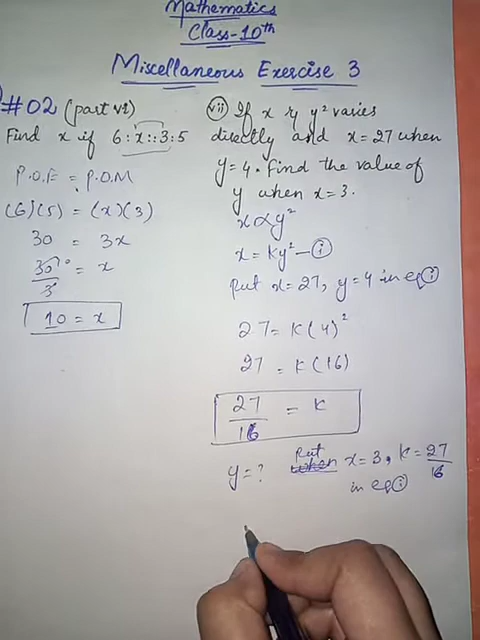 Mathematics
Class-10th
Miscellaneous Exercise 3
#02 (part vi)
Find x if 6:x::3:5
P.O.E = P.O.M
(6)(5) = (x)(3)
30 = 3x
30/3 10 = x
10 = x
(vii) If x & y² varies
directly and x=27 when
y=4. Find the value of
y when x=3.
x∝y²
x = Ky² — (i)
Put x=27, y=4 in eq (i)
27 = K(4)²
27 = K(16)
27/16 = K
y = ? Put when x=3, K=27/16
in eq (i)